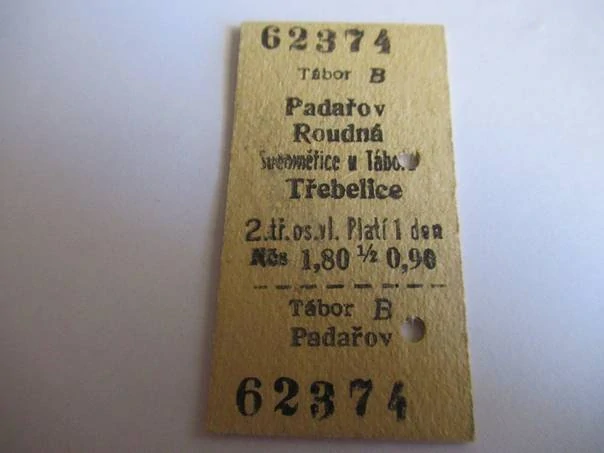 62374
Tábor B
Padařov
Roudná
Sudoměřice u Tábora
Třebelice
2.tř.os.vl. Platí 1 den
Kčs 1,80 ½ 0,90
Tábor B
Padařov
62374